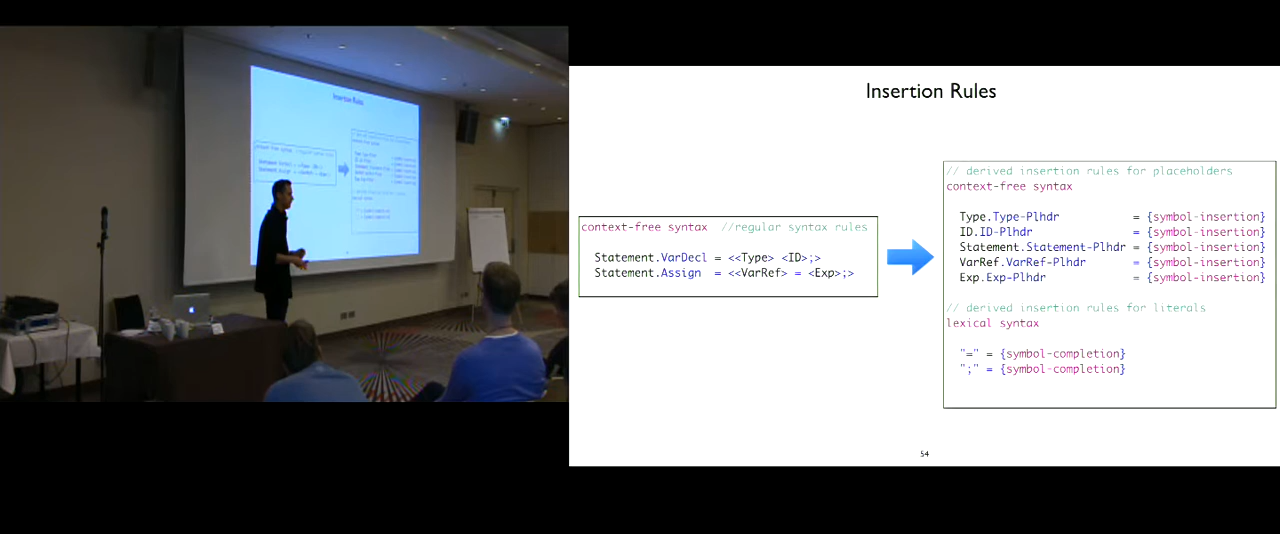 Insertion Rules
context-free syntax //regular syntax rules
Statement.VarDecl = <<Type> <ID>;>
Statement.Assign = <<VarRef> = <Exp>;>
// derived insertion rules for placeholders
context-free syntax
Type.Type-Plhdr = {symbol-insertion}
ID.ID-Plhdr = {symbol-insertion}
Statement.Statement-Plhdr = {symbol-insertion}
VarRef.VarRef-Plhdr = {symbol-insertion}
Exp.Exp-Plhdr = {symbol-insertion}
// derived insertion rules for literals
lexical syntax
"=" = {symbol-completion}
";" = {symbol-completion}
54
Insertion Rules